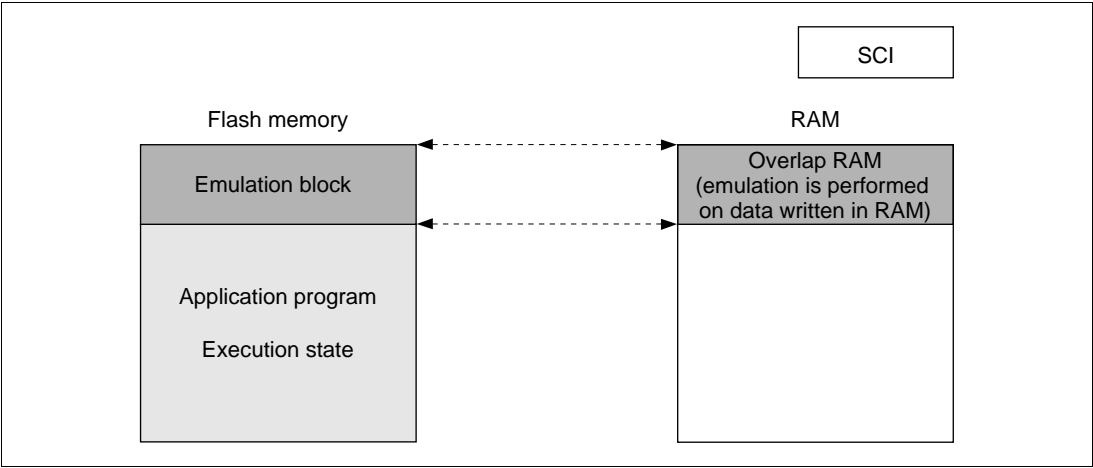 SCI
Flash memory
RAM
Emulation block
Overlap RAM
(emulation is performed
on data written in RAM)
Application program
Execution state